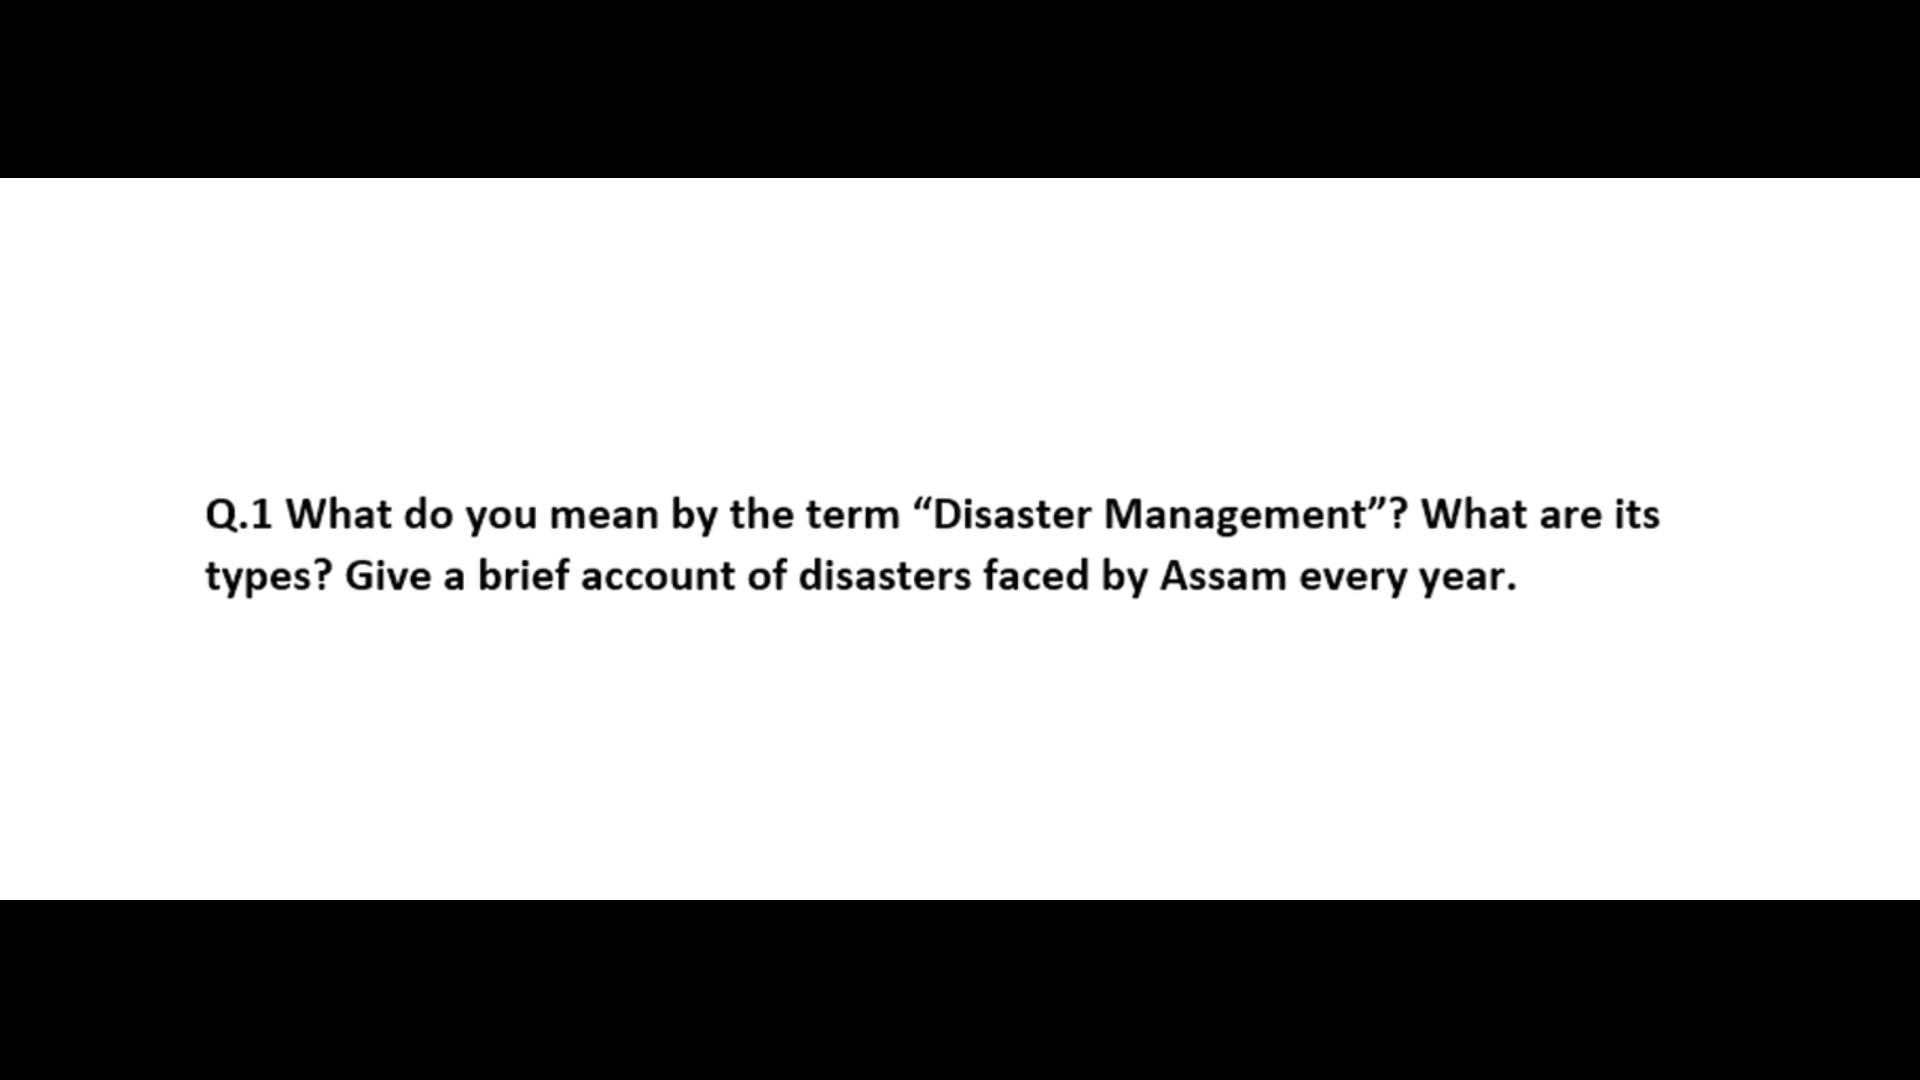 Q.1 What do you mean by the term “Disaster Management”? What are its
types? Give a brief account of disasters faced by Assam every year.